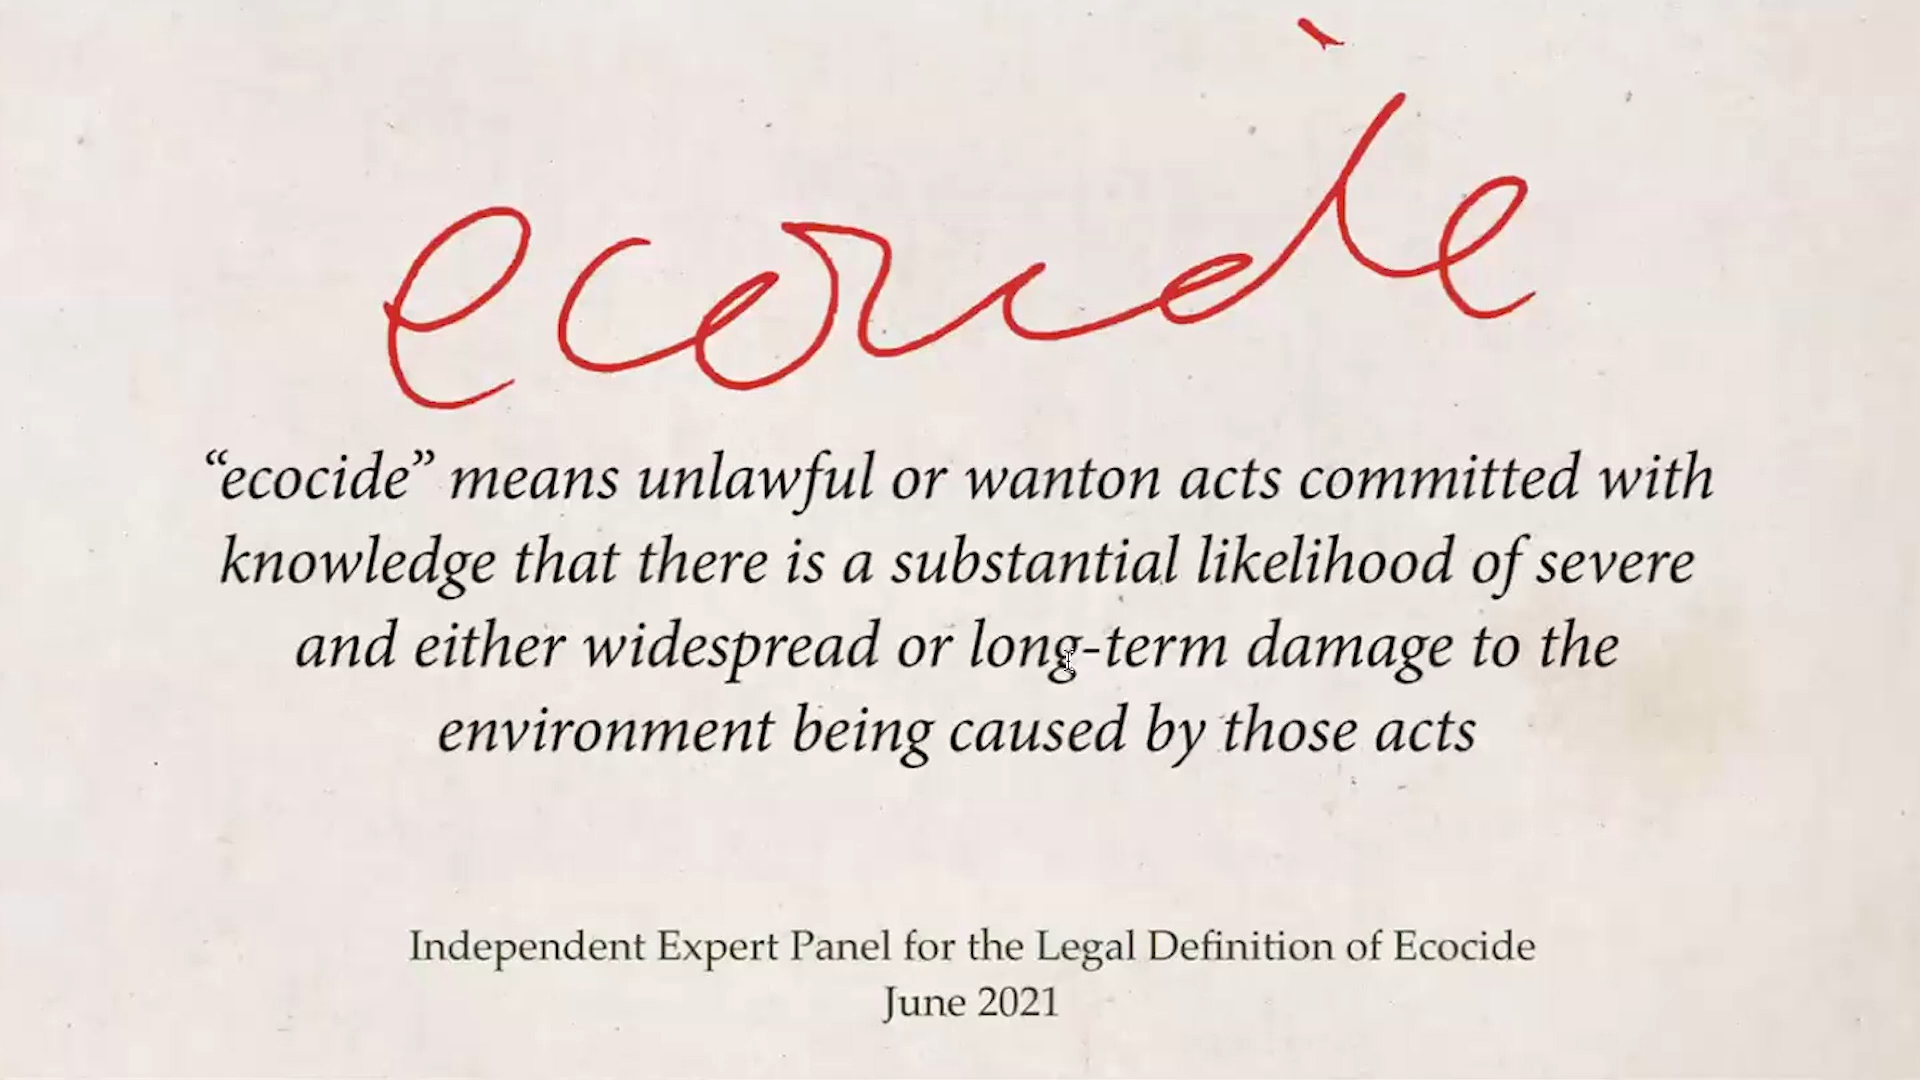 ecocide
“ecocide” means unlawful or wanton acts committed with
knowledge that there is a substantial likelihood of severe
and either widespread or long-term damage to the
environment being caused by those acts
Independent Expert Panel for the Legal Definition of Ecocide
June 2021